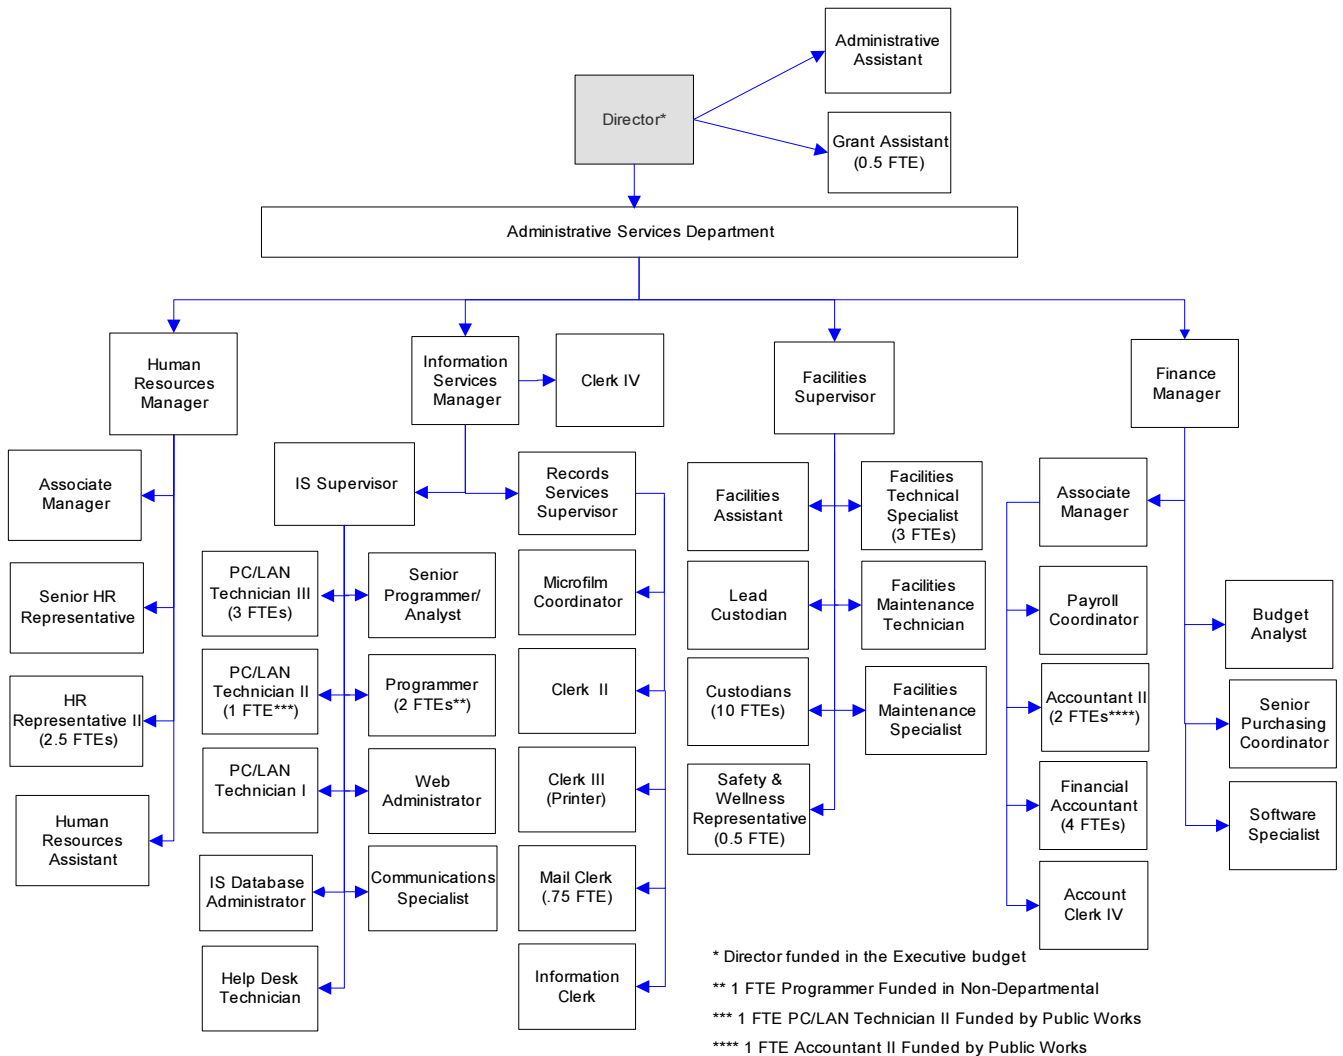 Administrative
Assistant
Director*
Grant Assistant
(0.5 FTE)
Administrative Services Department
Human
Resources
Manager
Information
Services
Manager
Clerk IV
Facilities
Supervisor
Finance
Manager
Associate
Manager
Senior HR
Representative
HR
Representative II
(2.5 FTEs)
Human
Resources
Assistant
IS Supervisor
PC/LAN
Technician III
(3 FTEs)
Senior
Programmer/
Analyst
PC/LAN
Technician II
(1 FTE***)
Programmer
(2 FTEs**)
PC/LAN
Technician I
Web
Administrator
IS Database
Administrator
Communications
Specialist
Help Desk
Technician
Records
Services
Supervisor
Microfilm
Coordinator
Clerk II
Clerk III
(Printer)
Mail Clerk
(.75 FTE)
Information
Clerk
Facilities
Assistant
Facilities
Technical
Specialist
(3 FTEs)
Lead
Custodian
Facilities
Maintenance
Technician
Custodians
(10 FTEs)
Facilities
Maintenance
Specialist
Safety &
Wellness
Representative
(0.5 FTE)
Associate
Manager
Payroll
Coordinator
Accountant II
(2 FTEs****)
Financial
Accountant
(4 FTEs)
Account
Clerk IV
Budget
Analyst
Senior
Purchasing
Coordinator
Software
Specialist
* Director funded in the Executive budget
** 1 FTE Programmer Funded in Non-Departmental
*** 1 FTE PC/LAN Technician II Funded by Public Works
**** 1 FTE Accountant II Funded by Public Works